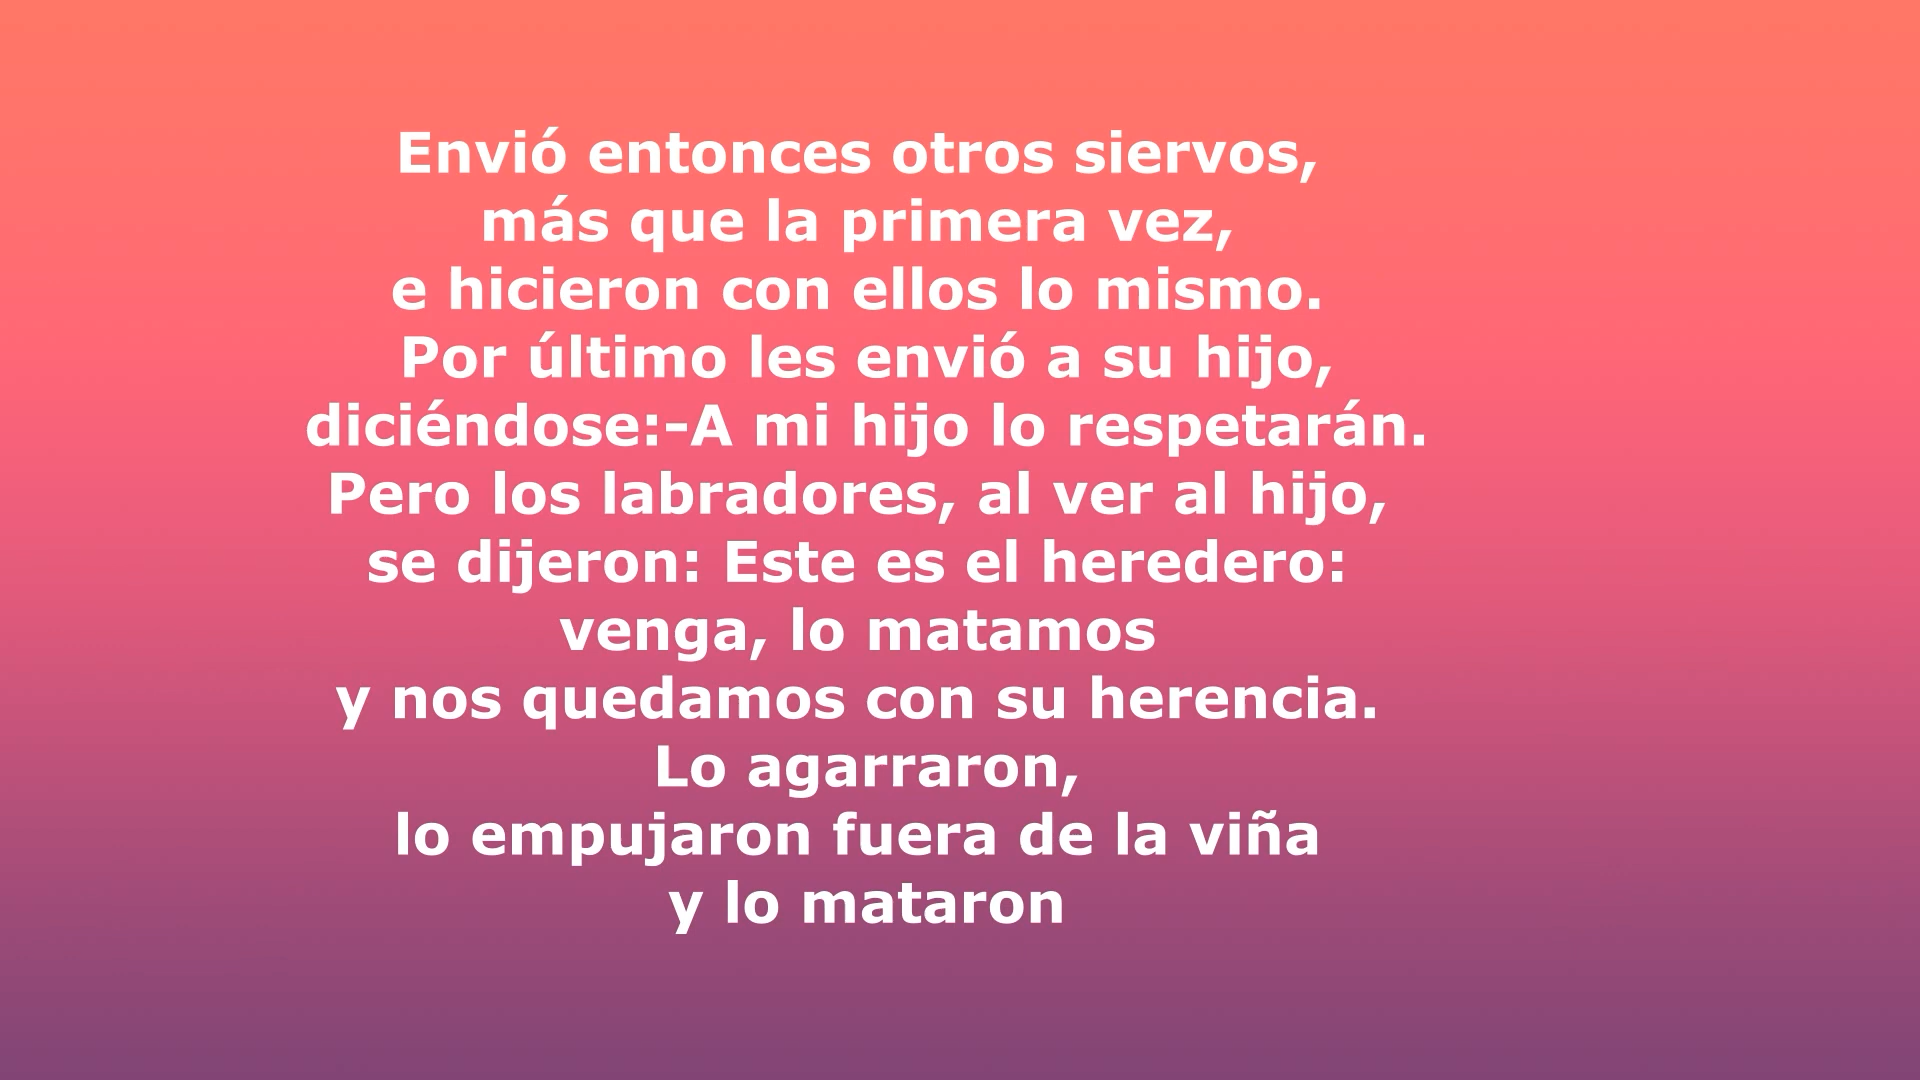 Envió entonces otros siervos,
más que la primera vez,
e hicieron con ellos lo mismo.
Por último les envió a su hijo,
diciéndose:-A mi hijo lo respetarán.
Pero los labradores, al ver al hijo,
se dijeron: Este es el heredero:
venga, lo matamos
y nos quedamos con su herencia.
Lo agarraron,
lo empujaron fuera de la viña
y lo mataron